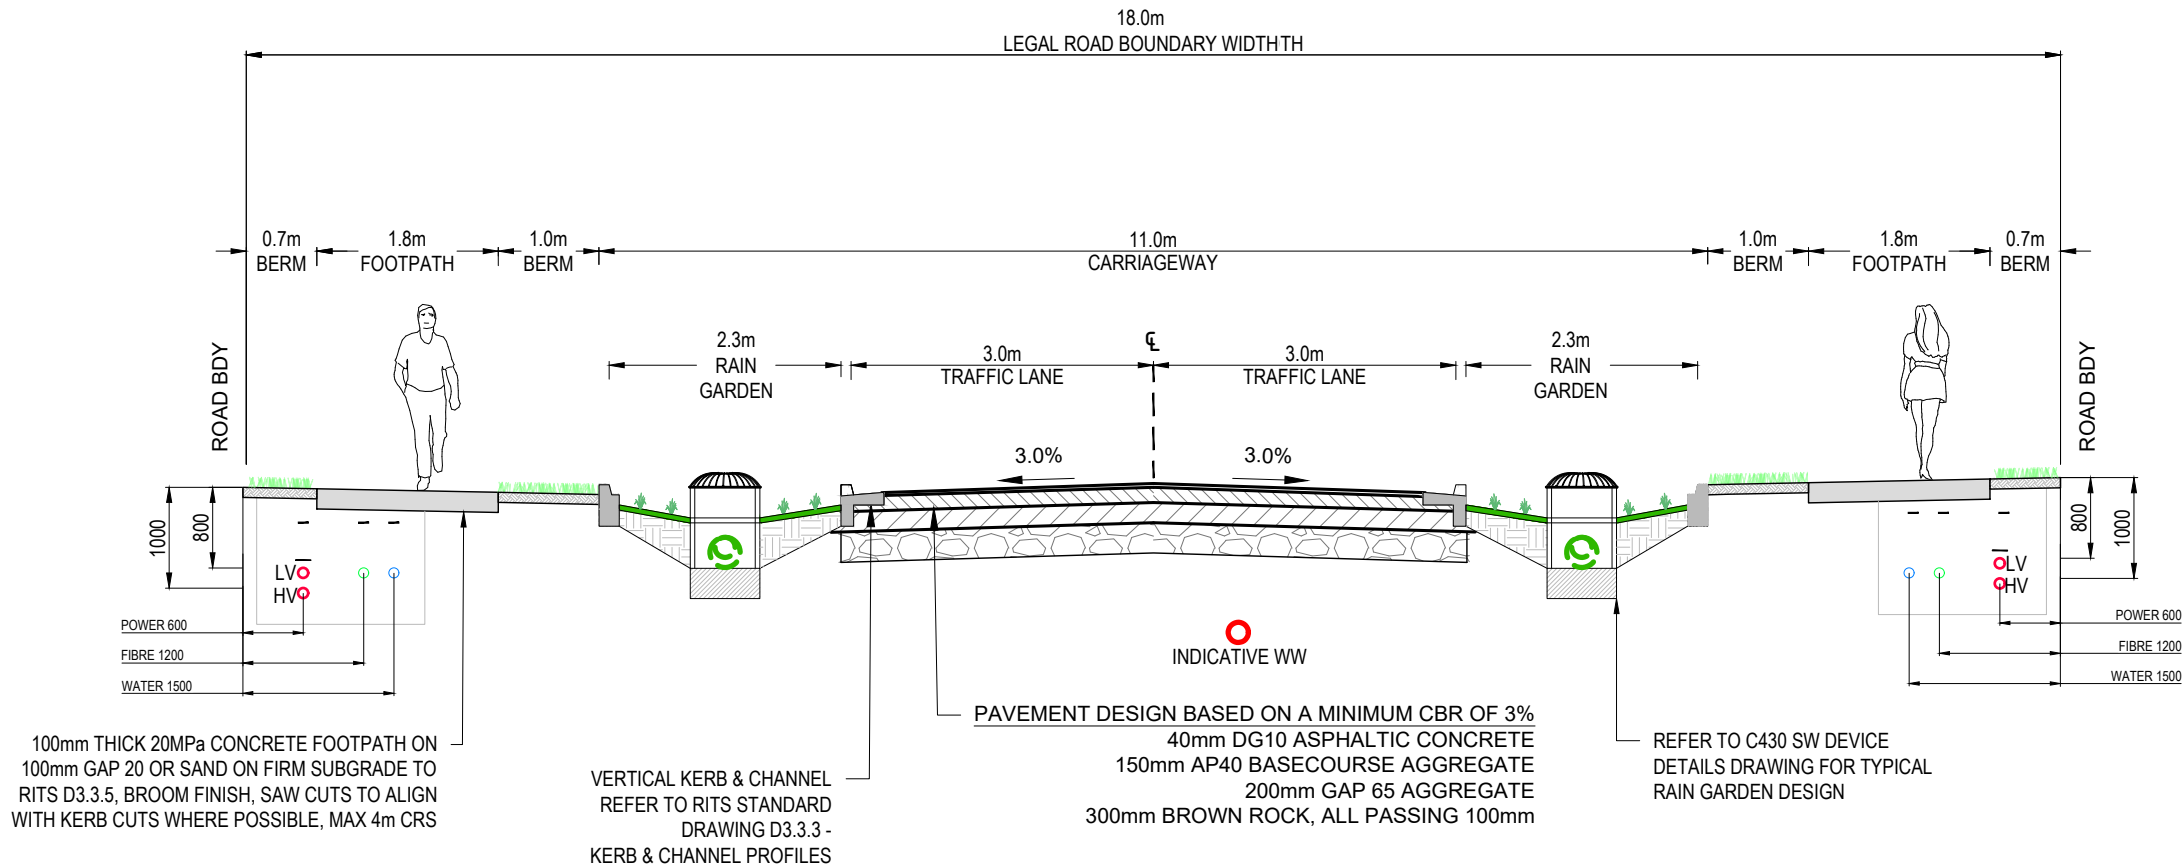 18.0m
LEGAL ROAD BOUNDARY WIDTHTH
0.7m
BERM
1.8m
FOOTPATH
1.0m
BERM
11.0m
CARRIAGEWAY
1.0m
BERM
1.8m
FOOTPATH
0.7m
BERM
ROAD BDY
2.3m
RAIN
GARDEN
3.0m
TRAFFIC LANE
℄
3.0m
TRAFFIC LANE
2.3m
RAIN
GARDEN
ROAD BDY
3.0%
3.0%
1000
800
LV
HV
800
1000
LV
HV
POWER 600
FIBRE 1200
WATER 1500
POWER 600
FIBRE 1200
WATER 1500
INDICATIVE WW
100mm THICK 20MPa CONCRETE FOOTPATH ON
100mm GAP 20 OR SAND ON FIRM SUBGRADE TO
RITS D3.3.5, BROOM FINISH, SAW CUTS TO ALIGN
WITH KERB CUTS WHERE POSSIBLE, MAX 4m CRS
VERTICAL KERB & CHANNEL
REFER TO RITS STANDARD
DRAWING D3.3.3 -
KERB & CHANNEL PROFILES
PAVEMENT DESIGN BASED ON A MINIMUM CBR OF 3%
40mm DG10 ASPHALTIC CONCRETE
150mm AP40 BASECOURSE AGGREGATE
200mm GAP 65 AGGREGATE
300mm BROWN ROCK, ALL PASSING 100mm
REFER TO C430 SW DEVICE
DETAILS DRAWING FOR TYPICAL
RAIN GARDEN DESIGN